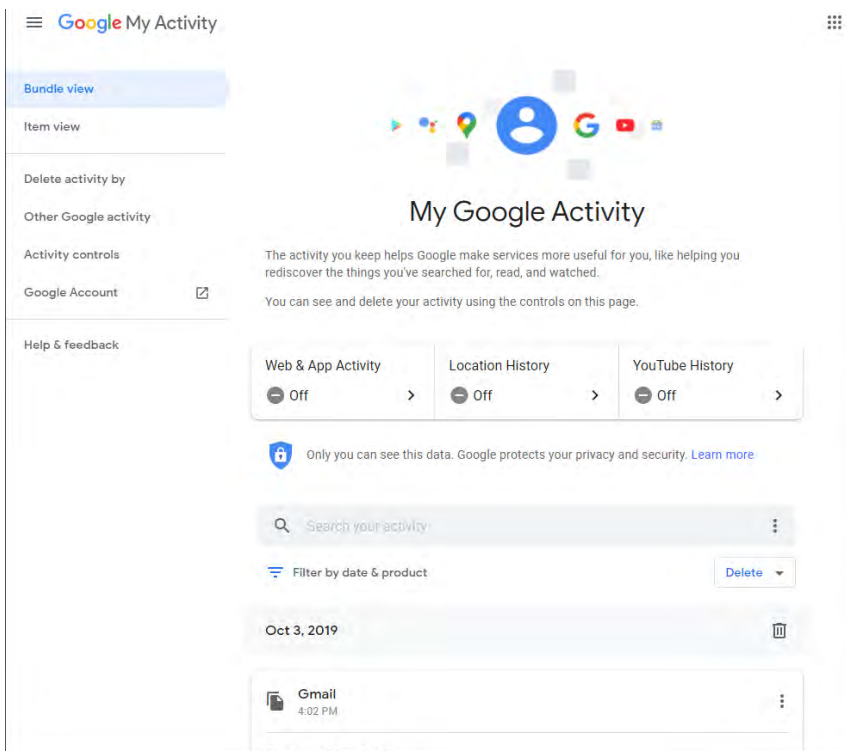 Google My Activity
Bundle view
Item view
Delete activity by
Other Google activity
Activity controls
Google Account
Help & feedback
My Google Activity
The activity you keep helps Google make services more useful for you, like helping you
rediscover the things you've searched for, read, and watched.
You can see and delete your activity using the controls on this page.
Web & App Activity
Off
Location History
Off
YouTube History
Off
Only you can see this data. Google protects your privacy and security. Learn more
Search your activity
Filter by date & product
Delete
Oct 3, 2019
Gmail
4:02 PM